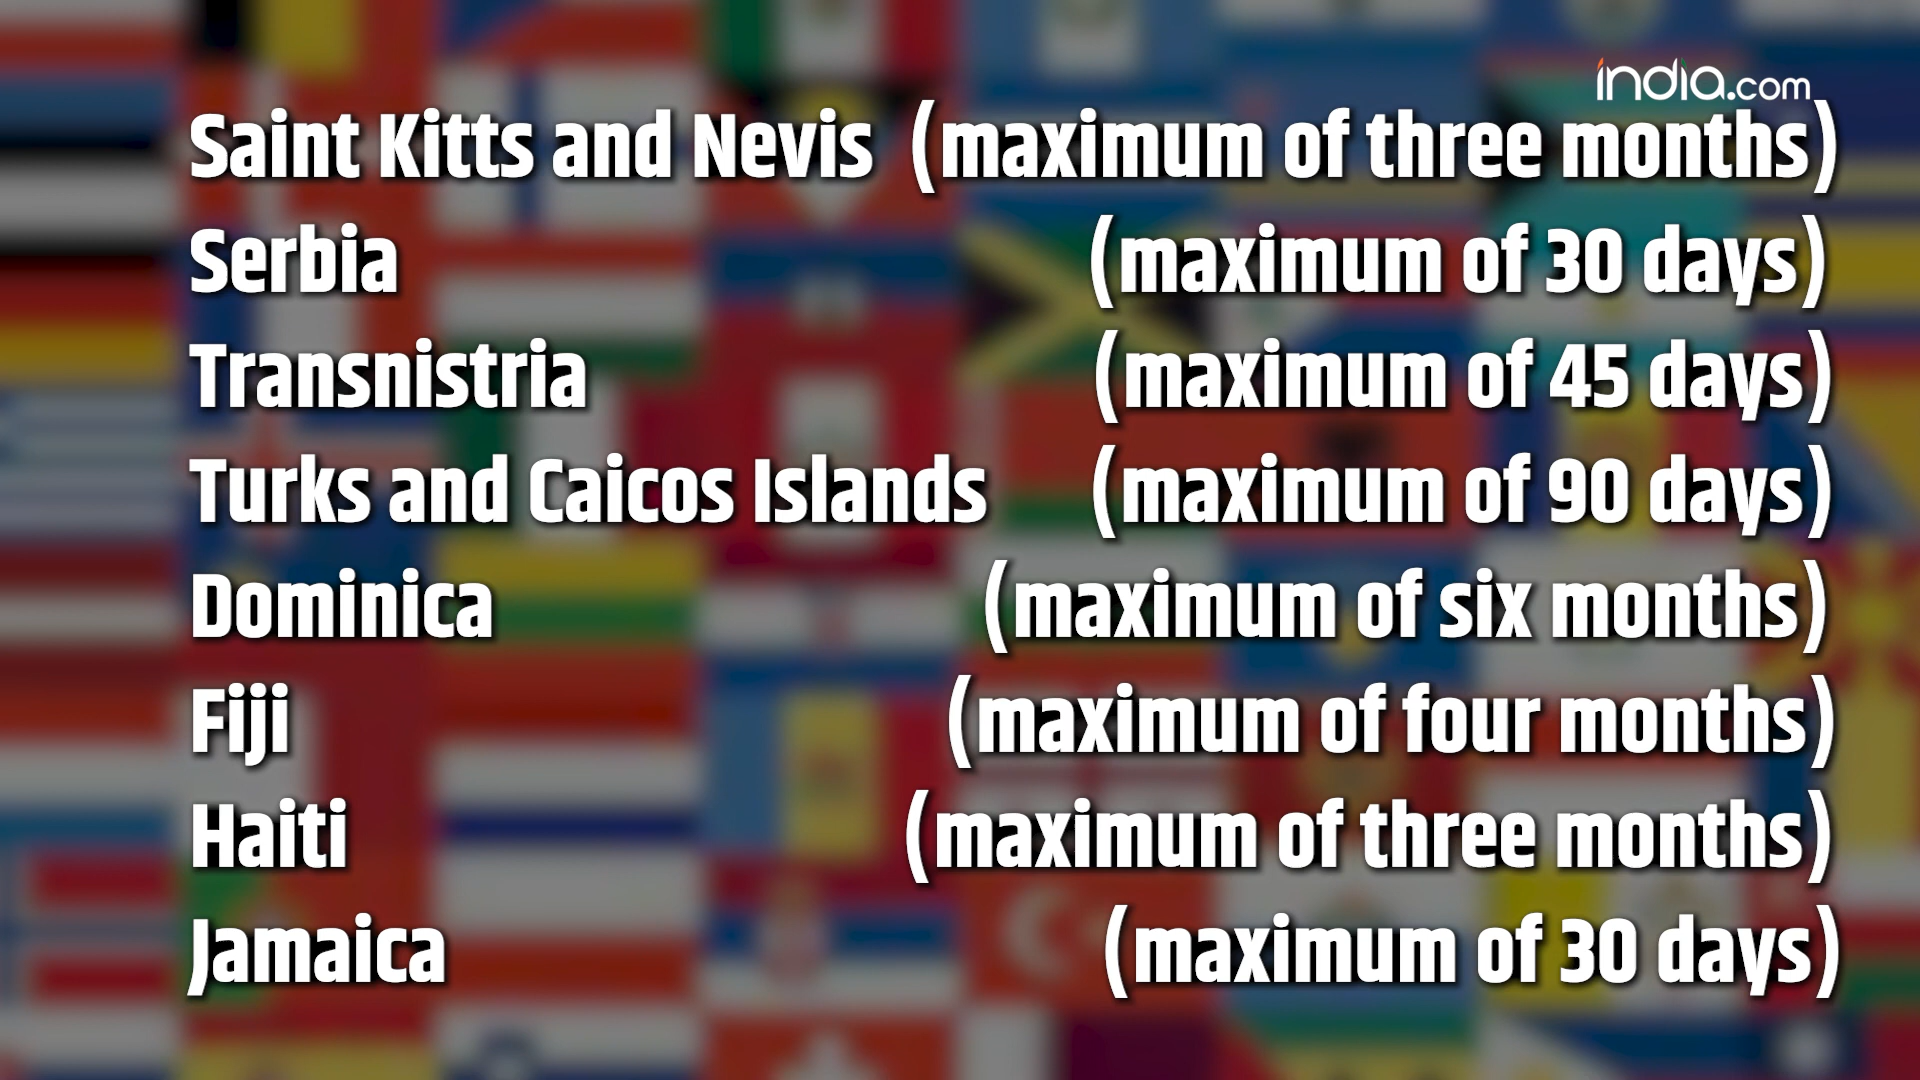 india.com
Saint Kitts and Nevis (maximum of three months)
Serbia (maximum of 30 days)
Transnistria (maximum of 45 days)
Turks and Caicos Islands (maximum of 90 days)
Dominica (maximum of six months)
Fiji (maximum of four months)
Haiti (maximum of three months)
Jamaica (maximum of 30 days)